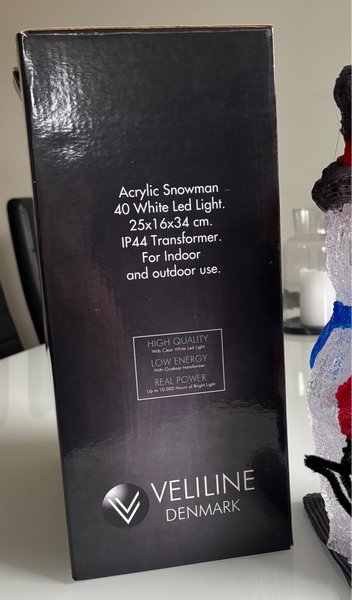 Acrylic Snowman
40 White Led Light.
25x16x34 cm.
IP44 Transformer.
For Indoor
and outdoor use.
HIGH QUALITY
With Clear White Led Light
LOW ENERGY
With Outdoor transformer
REAL POWER
Up to 10.000 Hours of Bright Light
VELILINE
DENMARK